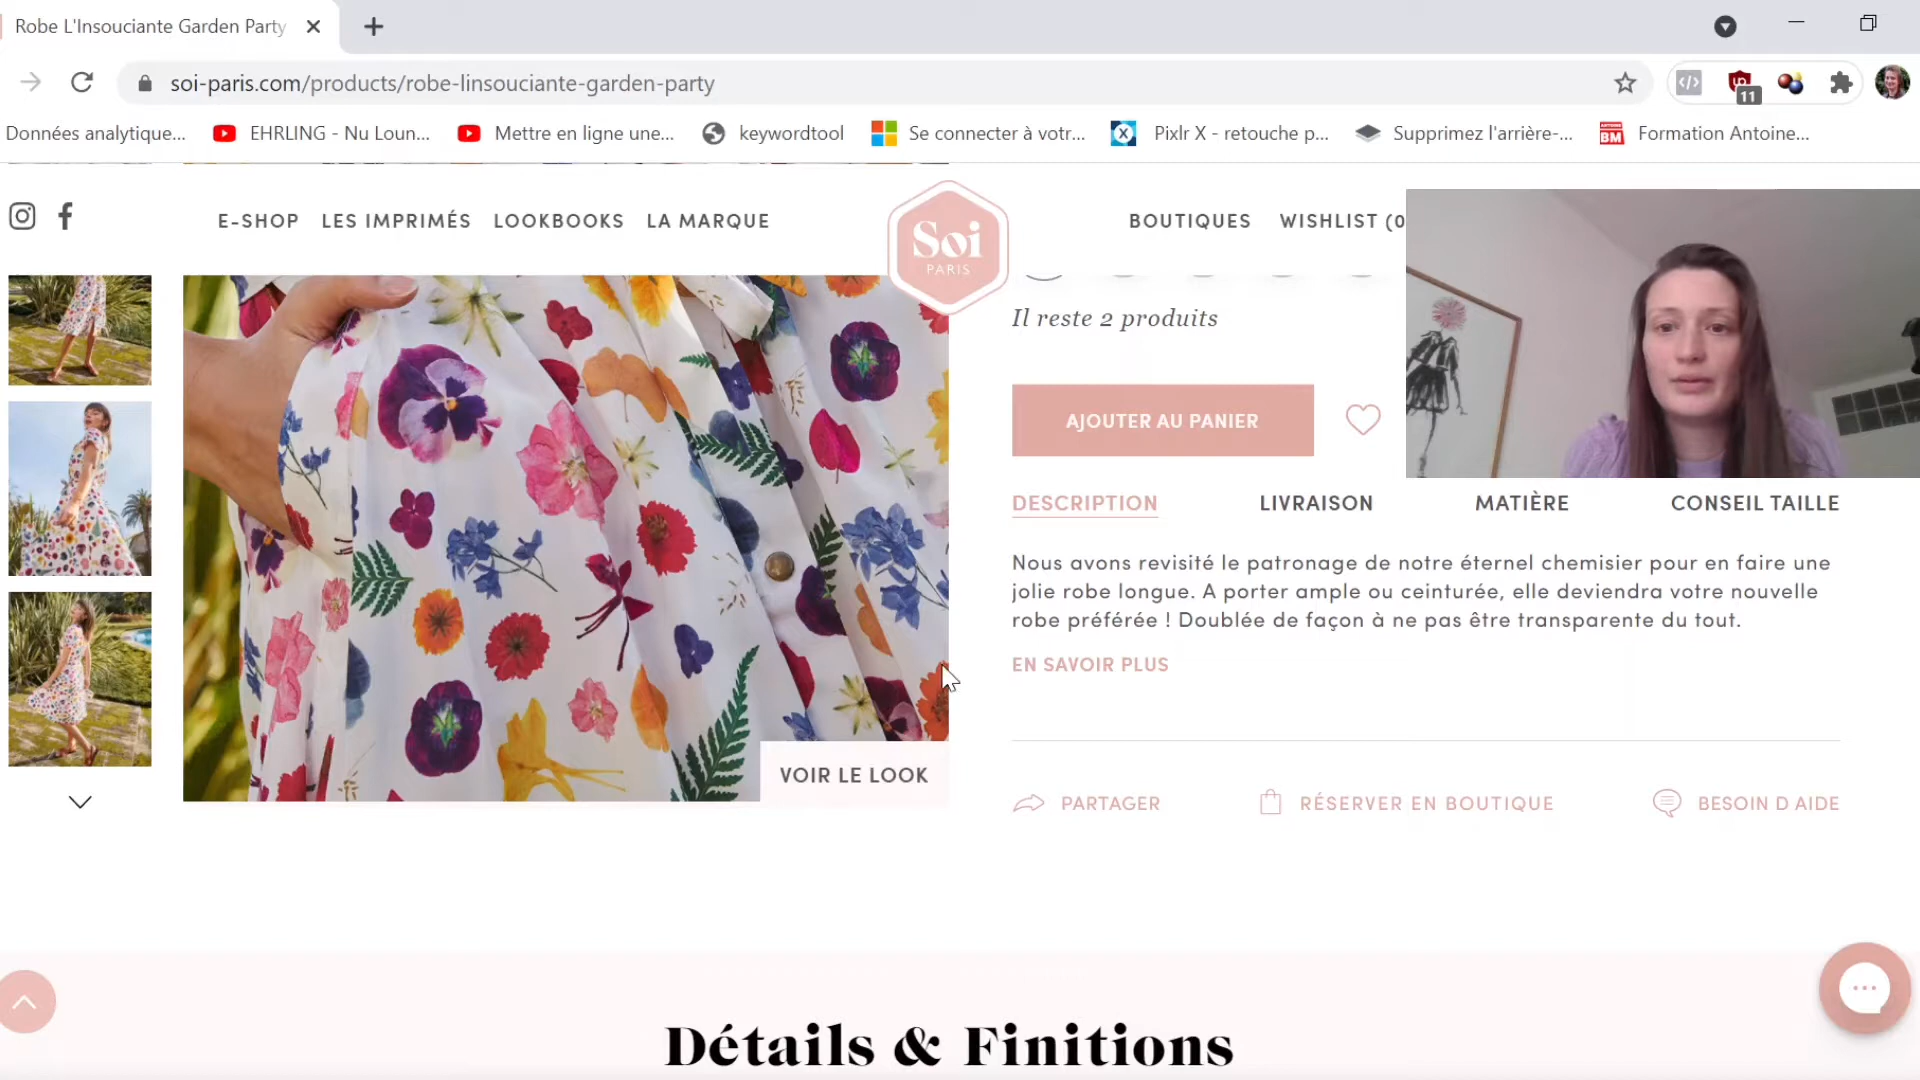 Robe L'Insouciante Garden Party
soi-paris.com/products/robe-linsouciante-garden-party
11
Données analytique...
EHRLING - Nu Loun...
Mettre en ligne une...
keywordtool
Se connecter à votr...
Pixlr X - retouche p...
Supprimez l'arrière-...
BM
Formation Antoine...
E-SHOP
LES IMPRIMÉS
LOOKBOOKS
LA MARQUE
Soi
PARIS
BOUTIQUES
WISHLIST (0
Il reste 2 produits
AJOUTER AU PANIER
DESCRIPTION
LIVRAISON
MATIÈRE
CONSEIL TAILLE
Nous avons revisité le patronage de notre éternel chemisier pour en faire une
jolie robe longue. A porter ample ou ceinturée, elle deviendra votre nouvelle
robe préférée ! Doublée de façon à ne pas être transparente du tout.
EN SAVOIR PLUS
VOIR LE LOOK
PARTAGER
RÉSERVER EN BOUTIQUE
BESOIN D AIDE
Détails & Finitions